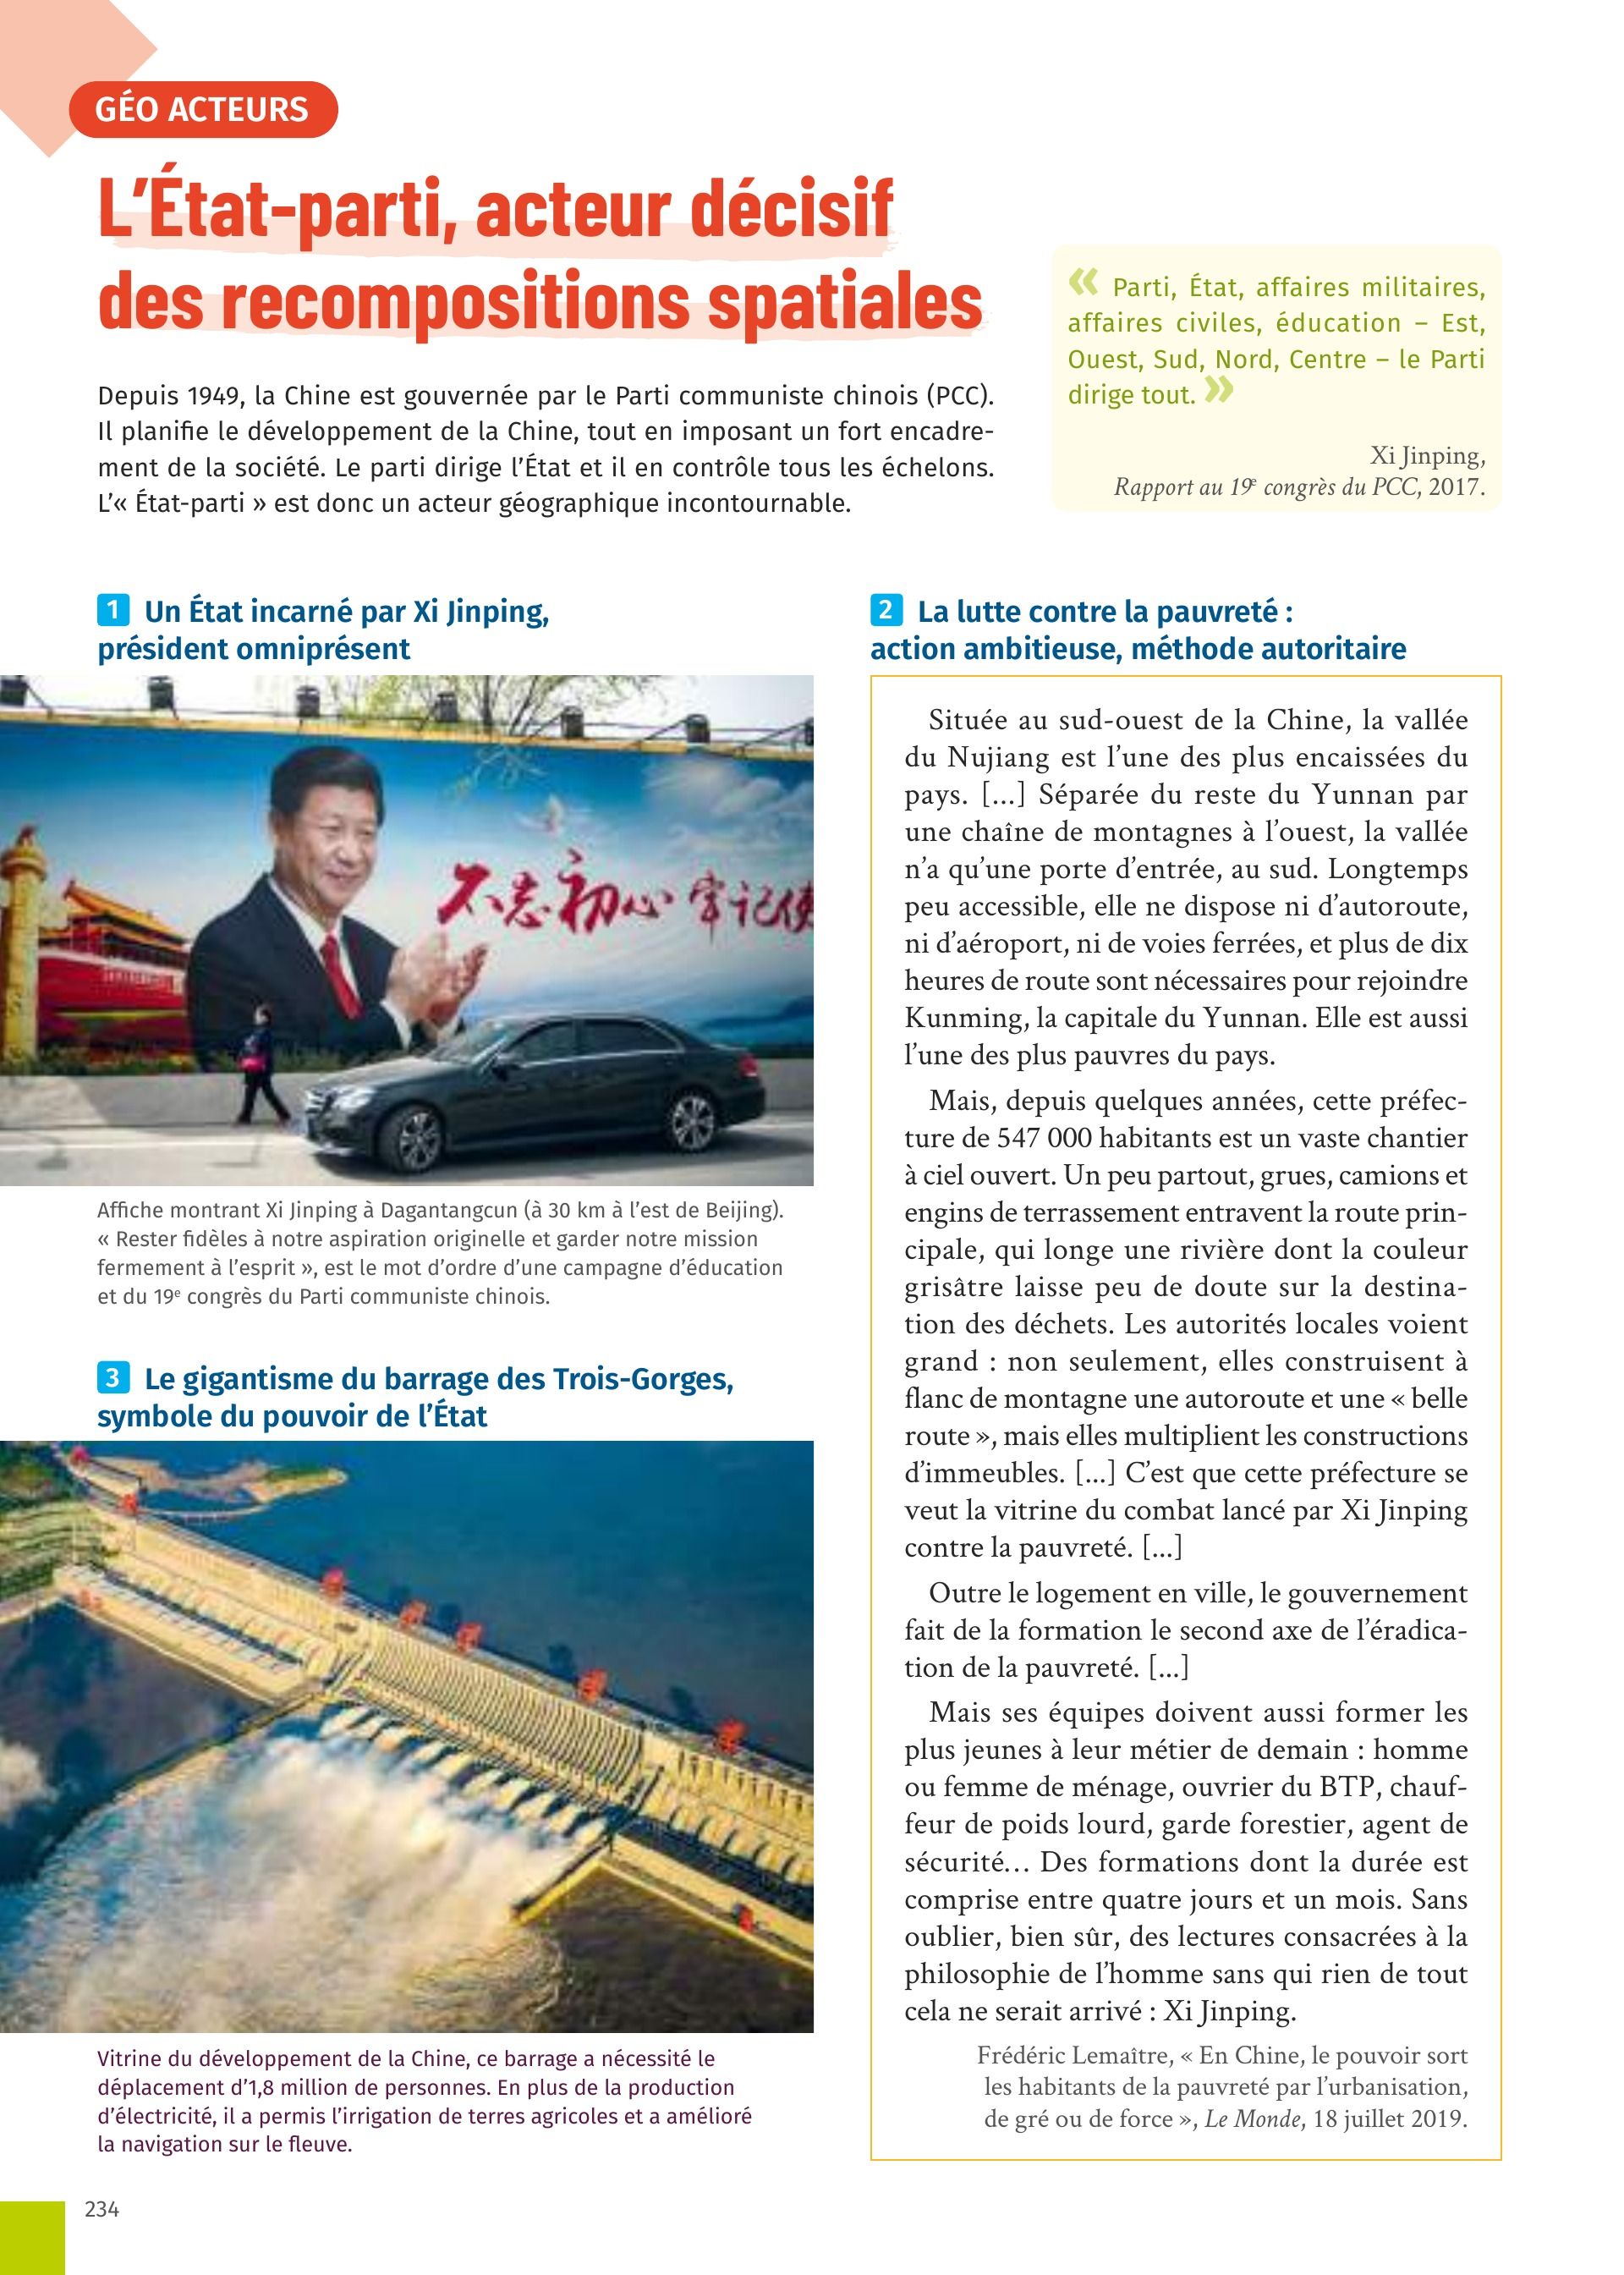 GÉO ACTEURS
L’État-parti, acteur décisif
des recompositions spatiales
Depuis 1949, la Chine est gouvernée par le Parti communiste chinois (PCC).
Il planifie le développement de la Chine, tout en imposant un fort encadre-
ment de la société. Le parti dirige l’État et il en contrôle tous les échelons.
L’« État-parti » est donc un acteur géographique incontournable.
« Parti, État, affaires militaires,
affaires civiles, éducation – Est,
Ouest, Sud, Nord, Centre – le Parti
dirige tout. »
Xi Jinping,
Rapport au 19e congrès du PCC, 2017.
1 Un État incarné par Xi Jinping,
président omniprésent
不忘初心 牢记使
Affiche montrant Xi Jinping à Dagantangcun (à 30 km à l’est de Beijing).
« Rester fidèles à notre aspiration originelle et garder notre mission
fermement à l’esprit », est le mot d’ordre d’une campagne d’éducation
et du 19e congrès du Parti communiste chinois.
3 Le gigantisme du barrage des Trois-Gorges,
symbole du pouvoir de l’État
Vitrine du développement de la Chine, ce barrage a nécessité le
déplacement d’1,8 million de personnes. En plus de la production
d’électricité, il a permis l’irrigation de terres agricoles et a amélioré
la navigation sur le fleuve.
2 La lutte contre la pauvreté :
action ambitieuse, méthode autoritaire
Située au sud-ouest de la Chine, la vallée
du Nujiang est l’une des plus encaissées du
pays. [...] Séparée du reste du Yunnan par
une chaîne de montagnes à l’ouest, la vallée
n’a qu’une porte d’entrée, au sud. Longtemps
peu accessible, elle ne dispose ni d’autoroute,
ni d’aéroport, ni de voies ferrées, et plus de dix
heures de route sont nécessaires pour rejoindre
Kunming, la capitale du Yunnan. Elle est aussi
l’une des plus pauvres du pays.
Mais, depuis quelques années, cette préfec-
ture de 547 000 habitants est un vaste chantier
à ciel ouvert. Un peu partout, grues, camions et
engins de terrassement entravent la route prin-
cipale, qui longe une rivière dont la couleur
grisâtre laisse peu de doute sur la destina-
tion des déchets. Les autorités locales voient
grand : non seulement, elles construisent à
flanc de montagne une autoroute et une « belle
route », mais elles multiplient les constructions
d’immeubles. [...] C’est que cette préfecture se
veut la vitrine du combat lancé par Xi Jinping
contre la pauvreté. [...]
Outre le logement en ville, le gouvernement
fait de la formation le second axe de l’éradica-
tion de la pauvreté. [...]
Mais ses équipes doivent aussi former les
plus jeunes à leur métier de demain : homme
ou femme de ménage, ouvrier du BTP, chauf-
feur de poids lourd, garde forestier, agent de
sécurité… Des formations dont la durée est
comprise entre quatre jours et un mois. Sans
oublier, bien sûr, des lectures consacrées à la
philosophie de l’homme sans qui rien de tout
cela ne serait arrivé : Xi Jinping.
Frédéric Lemaître, « En Chine, le pouvoir sort
les habitants de la pauvreté par l’urbanisation,
de gré ou de force », Le Monde, 18 juillet 2019.
234